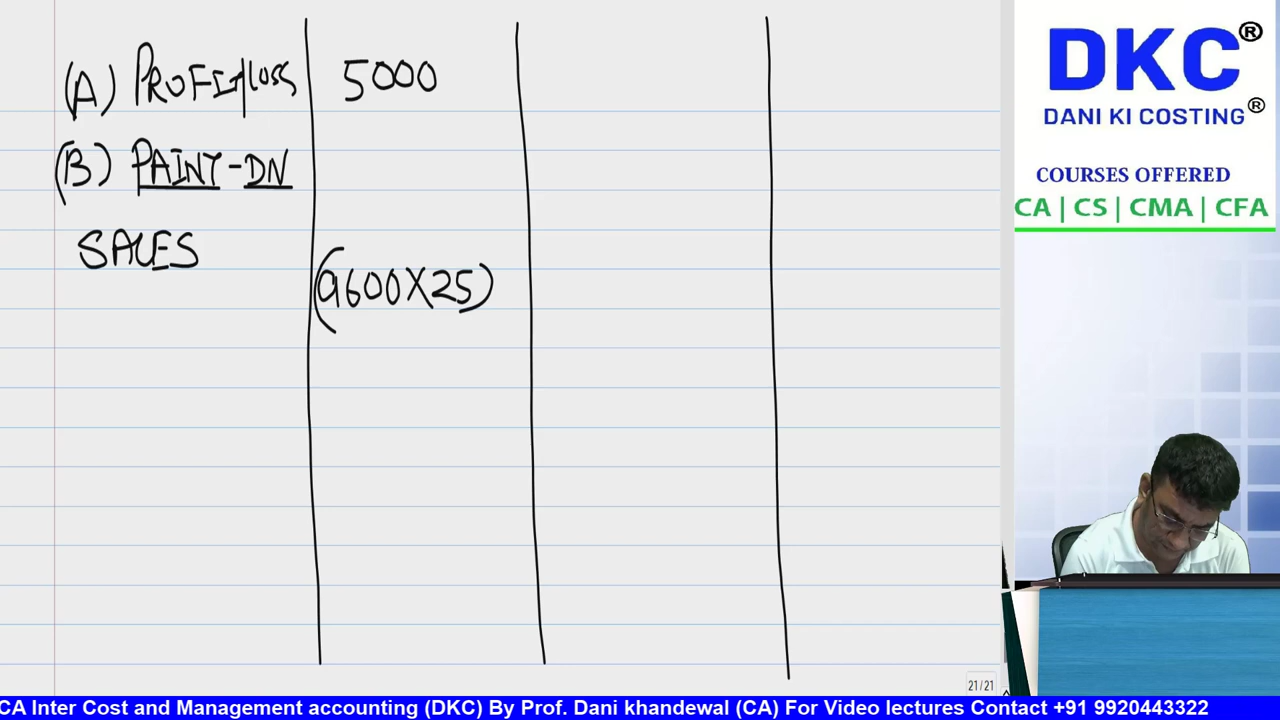 (A) PROFIT/LOSS 5000
(B) PAINT-DN
SALES
(9600X25)
DKC®
DANI KI COSTING®
COURSES OFFERED
CA | CS | CMA | CFA
21/21
CA Inter Cost and Management accounting (DKC) By Prof. Dani khandewal (CA) For Video lectures Contact +91 9920443322